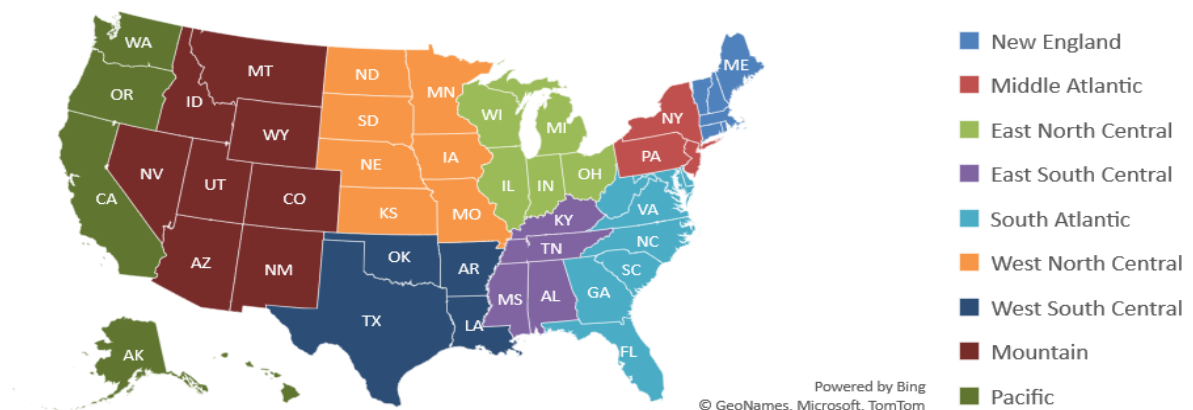 WA
MT
ND
MN
ME
OR
ID
WY
SD
WI
MI
NY
NV
UT
CO
NE
IA
PA
CA
KS
MO
IL
IN
OH
VA
AZ
NM
OK
AR
KY
TN
NC
SC
TX
LA
MS
AL
GA
FL
AK
New England
Middle Atlantic
East North Central
East South Central
South Atlantic
West North Central
West South Central
Mountain
Pacific
Powered by Bing
© GeoNames, Microsoft, TomTom